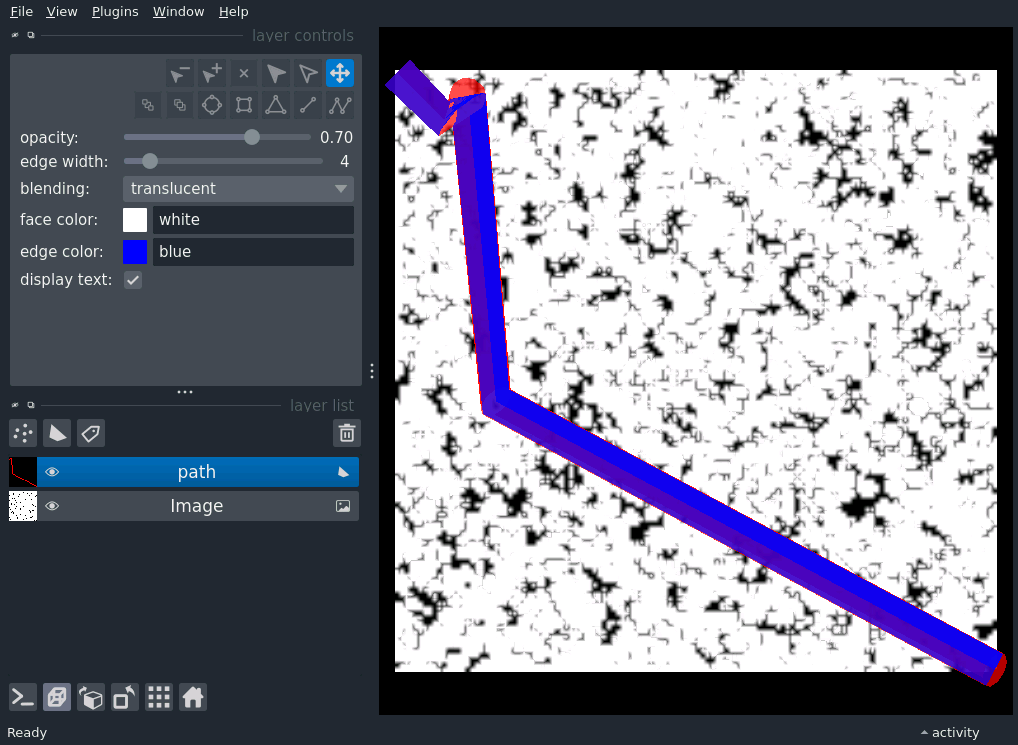 File View Plugins Window Help
layer controls
opacity: 0.70
edge width: 4
blending: translucent
face color: white
edge color: blue
display text:
layer list
path
Image
Ready
activity